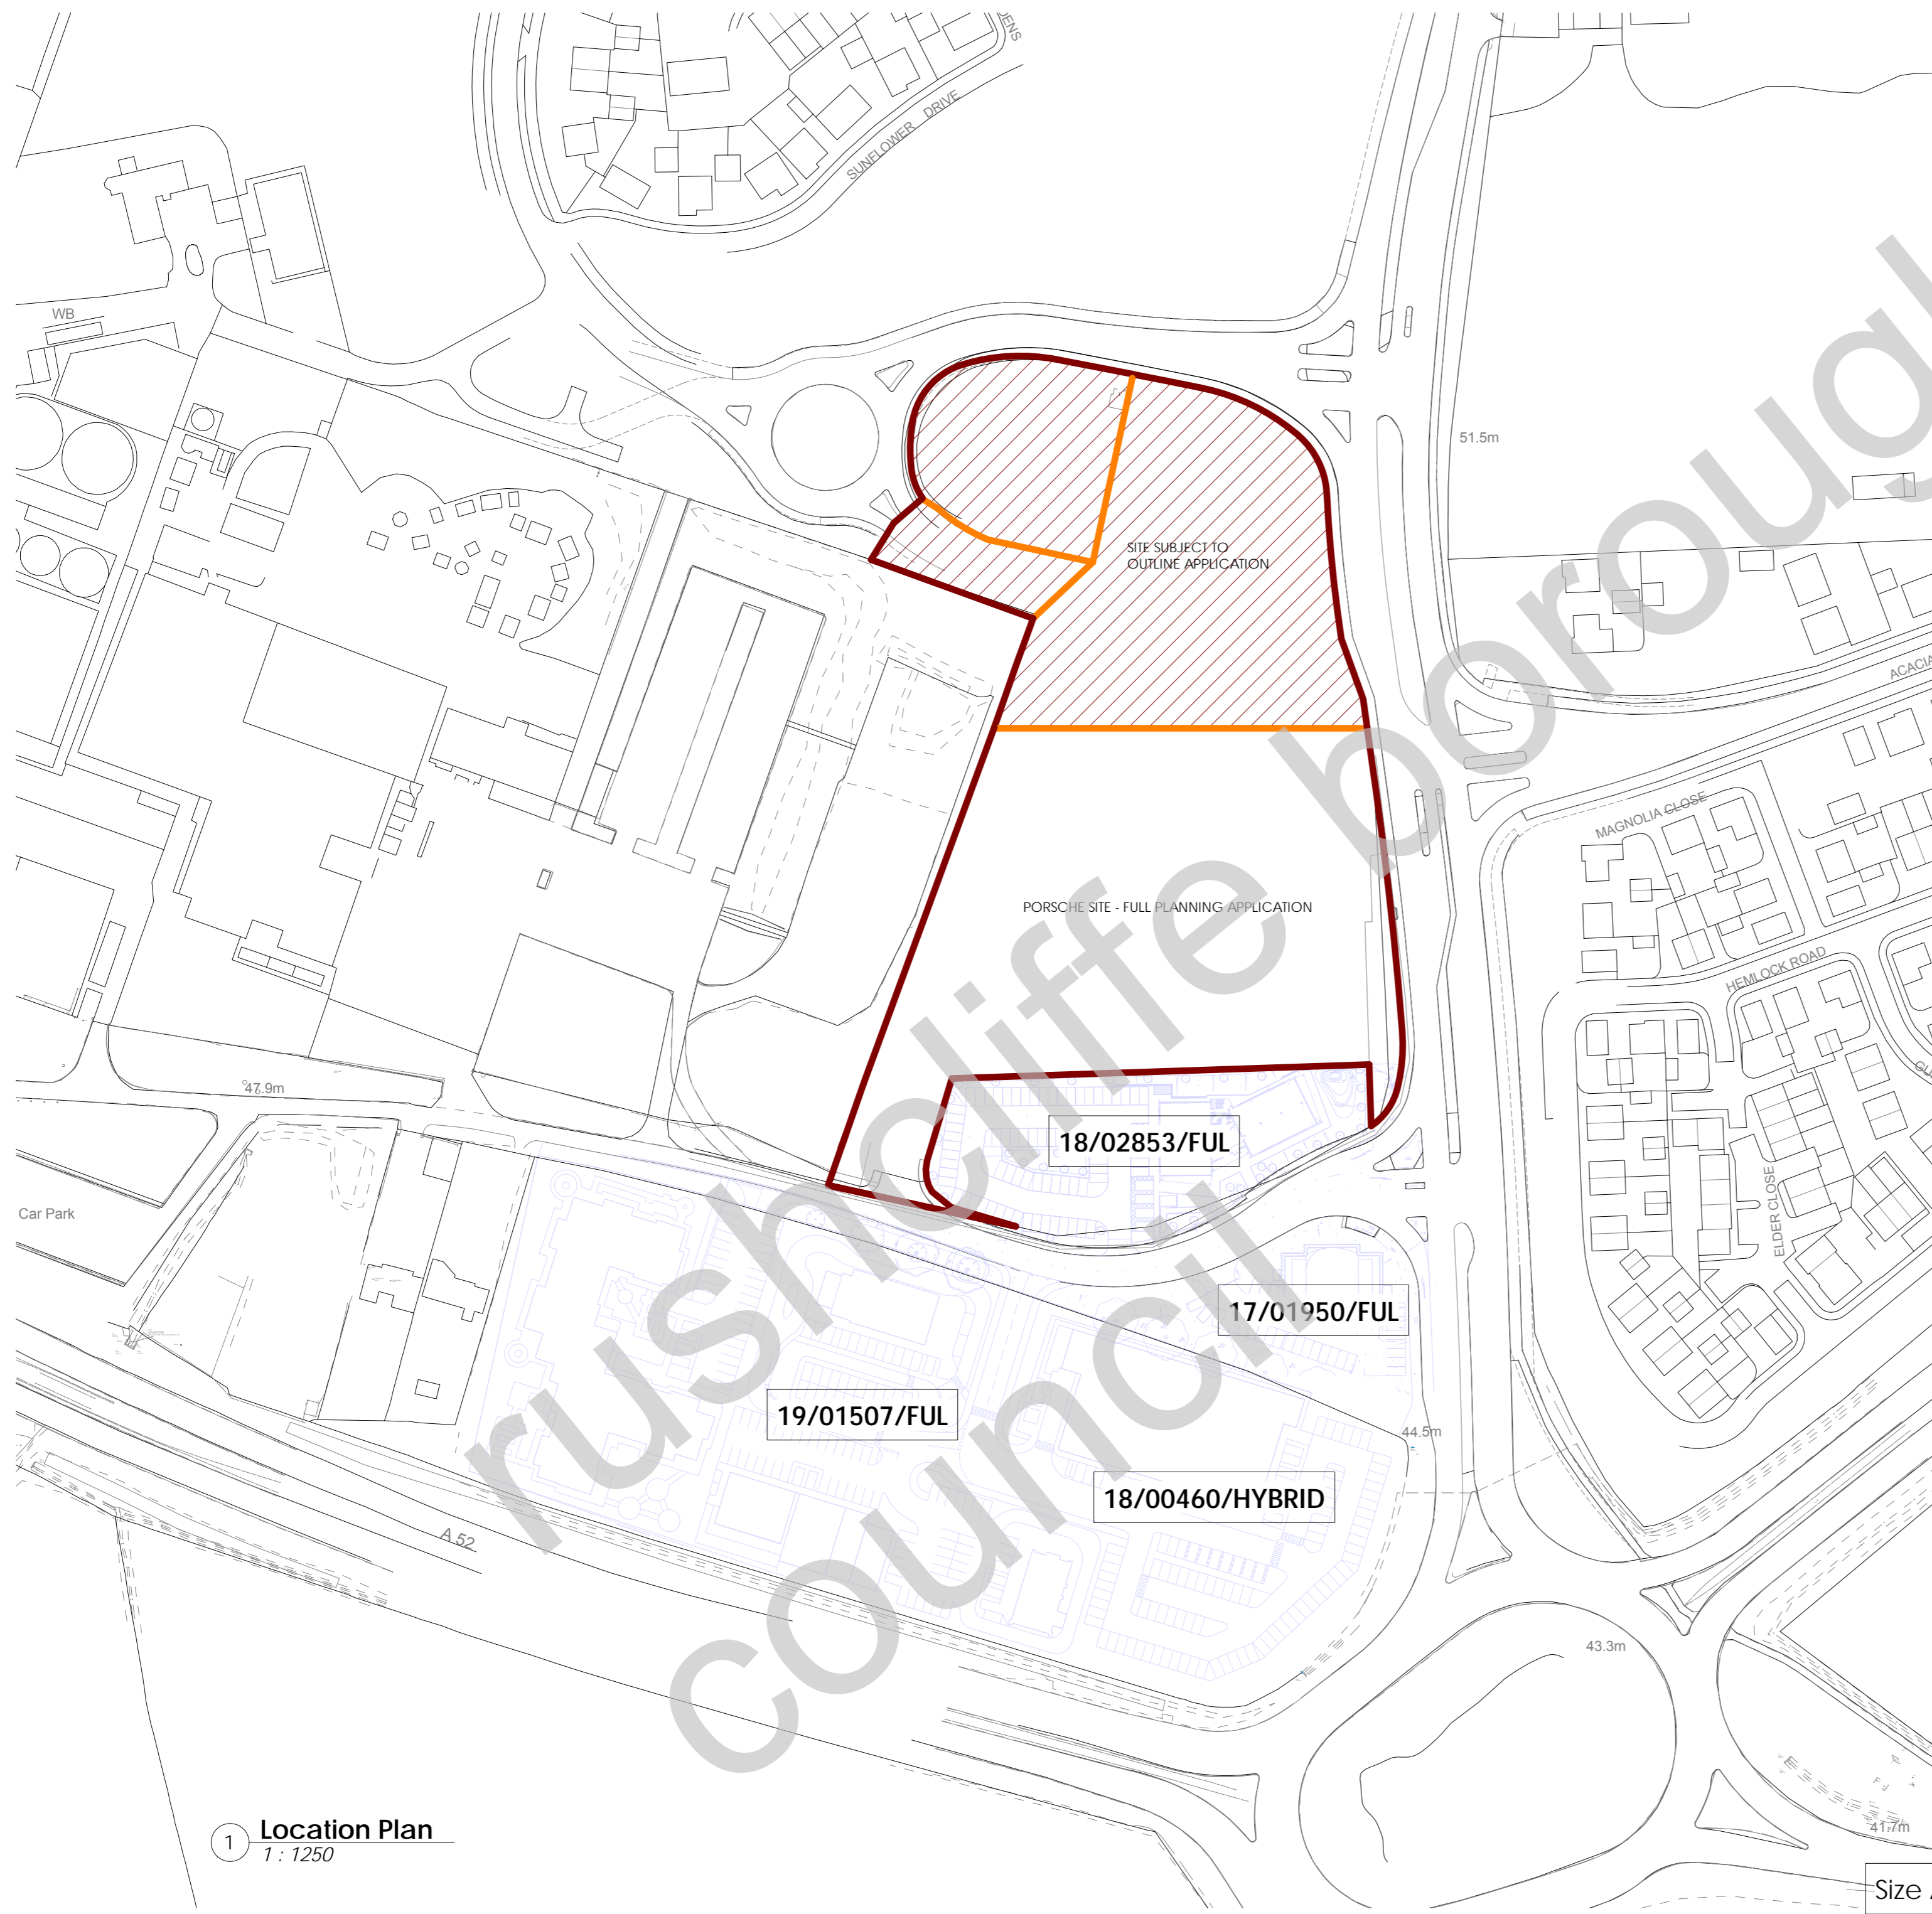 SUNFLOWER DRIVE
WB
51.5m
SITE SUBJECT TO
OUTLINE APPLICATION
ACACIA
MAGNOLIA CLOSE
PORSCHE SITE - FULL PLANNING APPLICATION
HEMLOCK ROAD
47.9m
18/02853/FUL
Car Park
ELDER CLOSE
17/01950/FUL
19/01507/FUL
44.5m
18/00460/HYBRID
A 52
43.3m
41.7m
1 Location Plan
1 : 1250
Size
rushcliffe borough
council